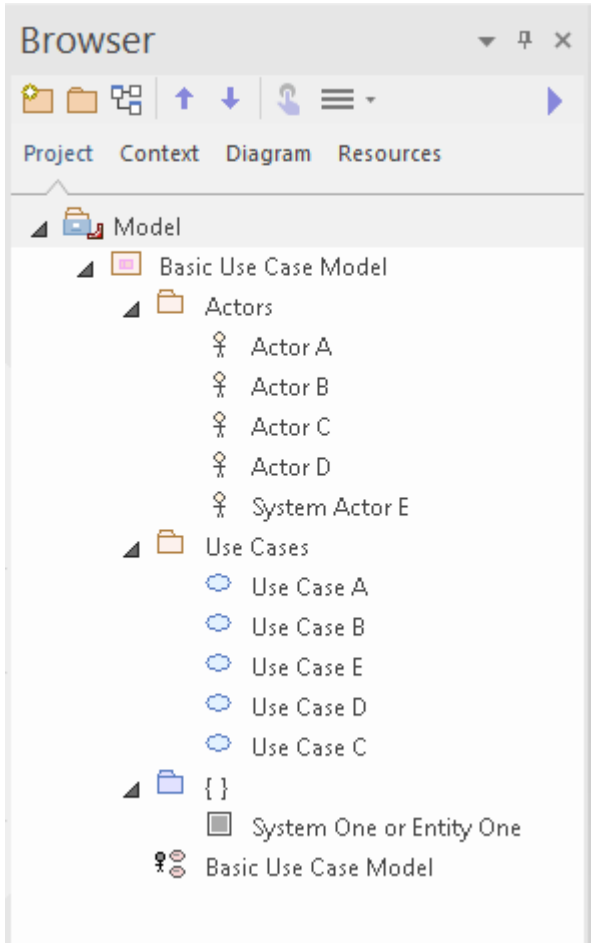 Browser
Project Context Diagram Resources
Model
Basic Use Case Model
Actors
Actor A
Actor B
Actor C
Actor D
System Actor E
Use Cases
Use Case A
Use Case B
Use Case E
Use Case D
Use Case C
{ }
System One or Entity One
Basic Use Case Model